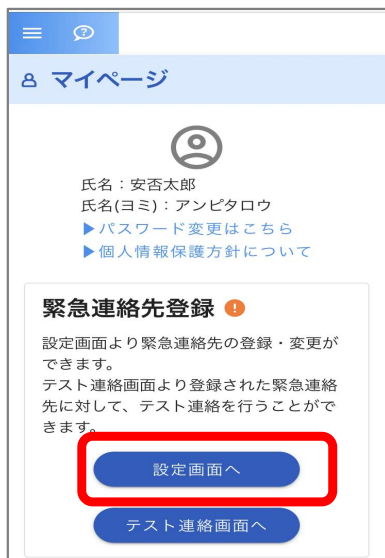 マイページ
氏名：安否太郎
氏名(ヨミ)：アンピタロウ
▶パスワード変更はこちら
▶個人情報保護方針について
緊急連絡先登録
設定画面より緊急連絡先の登録・変更が
できます。
テスト連絡画面より登録された緊急連絡
先に対して、テスト連絡を行うことがで
きます。
設定画面へ
テスト連絡画面へ